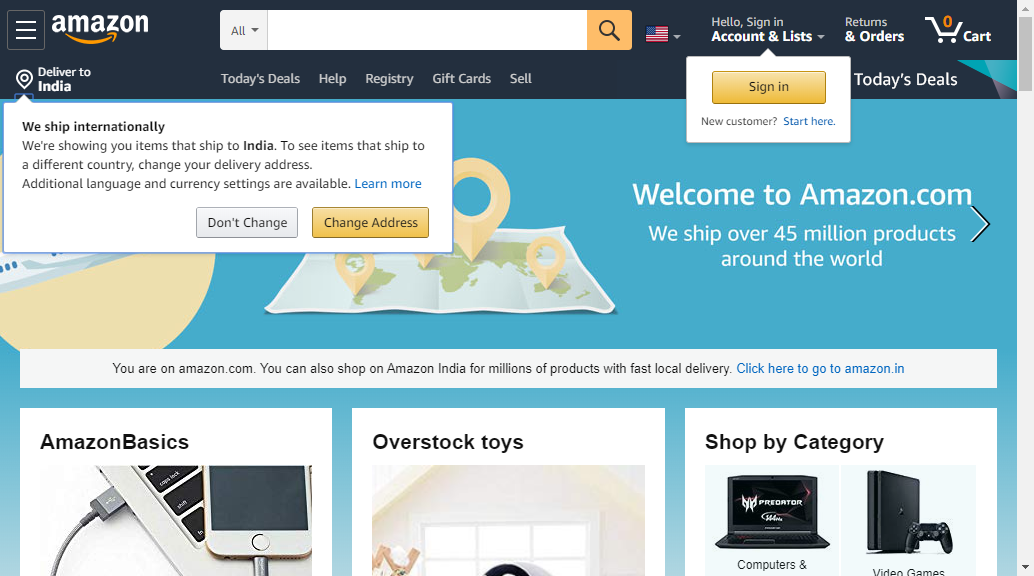 amazon
All
Hello, Sign in
Account & Lists
Returns
& Orders
0
Cart
Deliver to
India
Today's Deals
Help
Registry
Gift Cards
Sell
Today's Deals
Sign in
New customer? Start here.
We ship internationally
We're showing you items that ship to India. To see items that ship to
a different country, change your delivery address.
Additional language and currency settings are available. Learn more
Don't Change
Change Address
Welcome to Amazon.com
We ship over 45 million products
around the world
You are on amazon.com. You can also shop on Amazon India for millions of products with fast local delivery. Click here to go to amazon.in
AmazonBasics
Overstock toys
Shop by Category
caps lock
shift
PREDATOR
144Hz
Computers &
Video Games